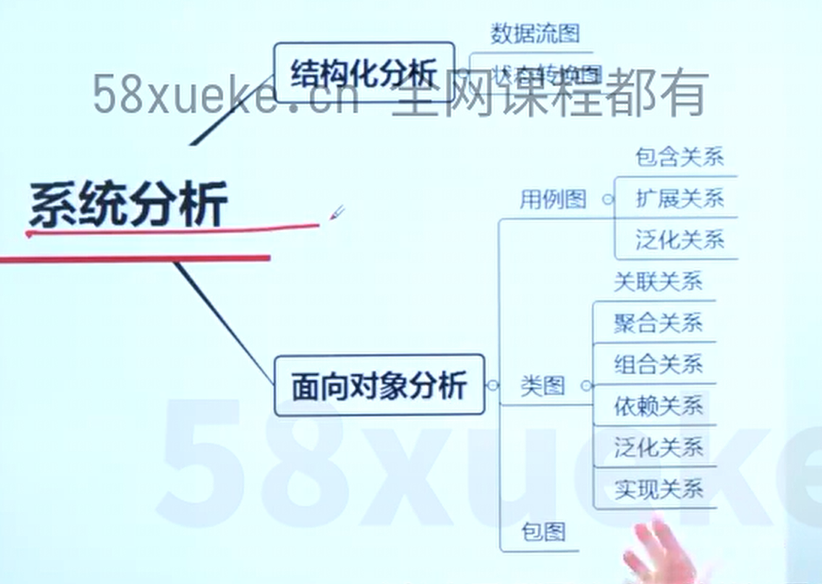 数据流图
结构化分析
状态转换图
58xueke.cn 全网课程都有
包含关系
系统分析
用例图
扩展关系
泛化关系
关联关系
聚合关系
组合关系
面向对象分析
类图
依赖关系
泛化关系
实现关系
包图
58xueke